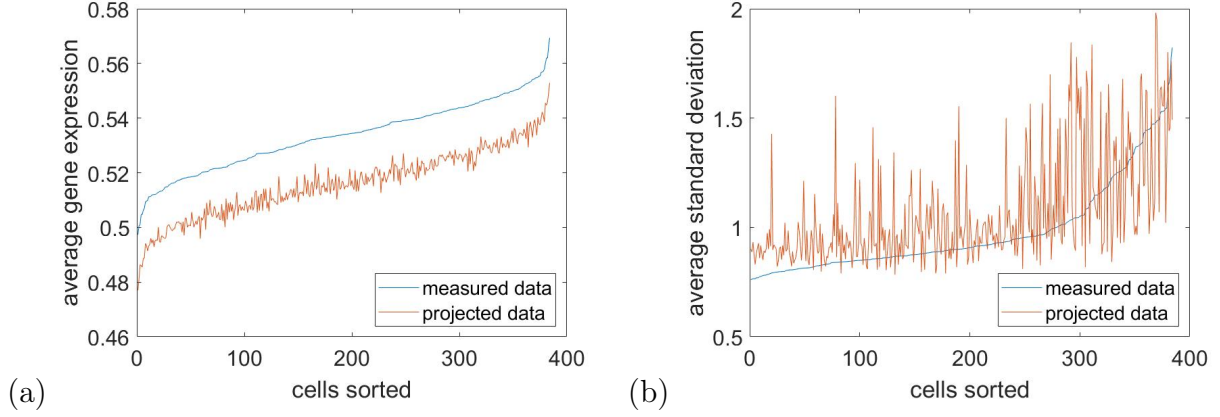 0.58
0.56
0.54
0.52
0.5
0.48
0.46
average gene expression
measured data
projected data
0 100 200 300 400
cells sorted
(a)
2
1.5
1
0.5
average standard deviation
measured data
projected data
0 100 200 300 400
cells sorted
(b)